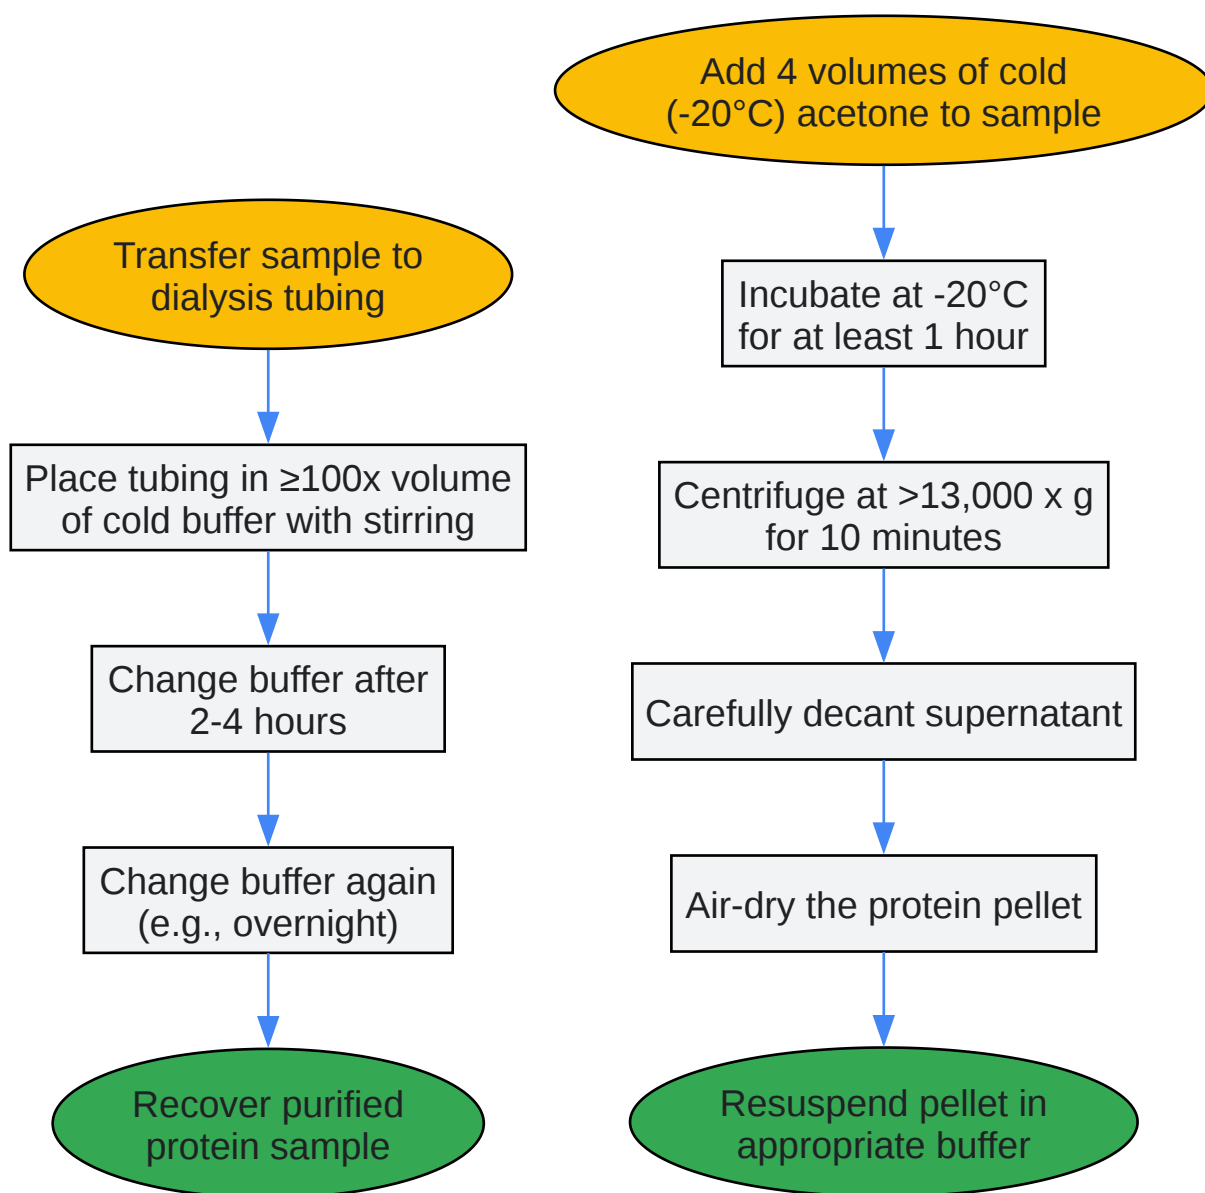 Transfer sample to
dialysis tubing
Place tubing in ≥100x volume
of cold buffer with stirring
Change buffer after
2-4 hours
Change buffer again
(e.g., overnight)
Recover purified
protein sample
Add 4 volumes of cold
(-20°C) acetone to sample
Incubate at -20°C
for at least 1 hour
Centrifuge at >13,000 x g
for 10 minutes
Carefully decant supernatant
Air-dry the protein pellet
Resuspend pellet in
appropriate buffer